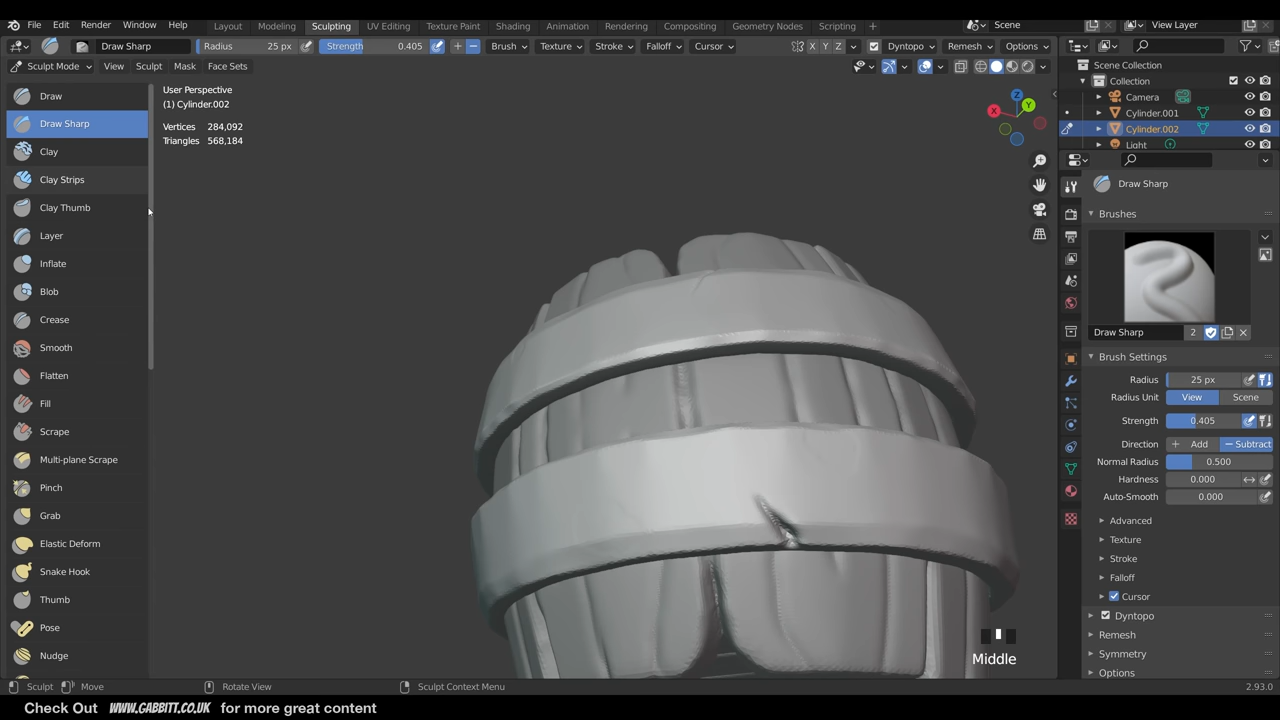 File Edit Render Window Help Layout Modeling Sculpting UV Editing Texture Paint Shading Animation Rendering Compositing Geometry Nodes Scripting + Scene View Layer
Draw Sharp Radius 25 px Strength 0.405 + − Brush Texture Stroke Falloff Cursor X Y Z Dyntopo Remesh Options
Sculpt Mode View Sculpt Mask Face Sets
Scene Collection
Collection
Camera
Cylinder.001
Cylinder.002
Light
User Perspective
(1) Cylinder.002
Vertices 284,092
Triangles 568,184
Z
X
Y
Draw
Draw Sharp
Clay
Clay Strips
Clay Thumb
Layer
Inflate
Blob
Crease
Smooth
Flatten
Fill
Scrape
Multi-plane Scrape
Pinch
Grab
Elastic Deform
Snake Hook
Thumb
Pose
Nudge
Draw Sharp
Brushes
Draw Sharp 2
Brush Settings
Radius 25 px
Radius Unit View Scene
Strength 0.405
Direction + Add − Subtract
Normal Radius 0.500
Hardness 0.000
Auto-Smooth 0.000
Advanced
Texture
Stroke
Falloff
Cursor
Dyntopo
Remesh
Symmetry
Options
Middle
Sculpt Move Rotate View Sculpt Context Menu 2.93.0
Check Out www.gabbitt.co.uk for more great content